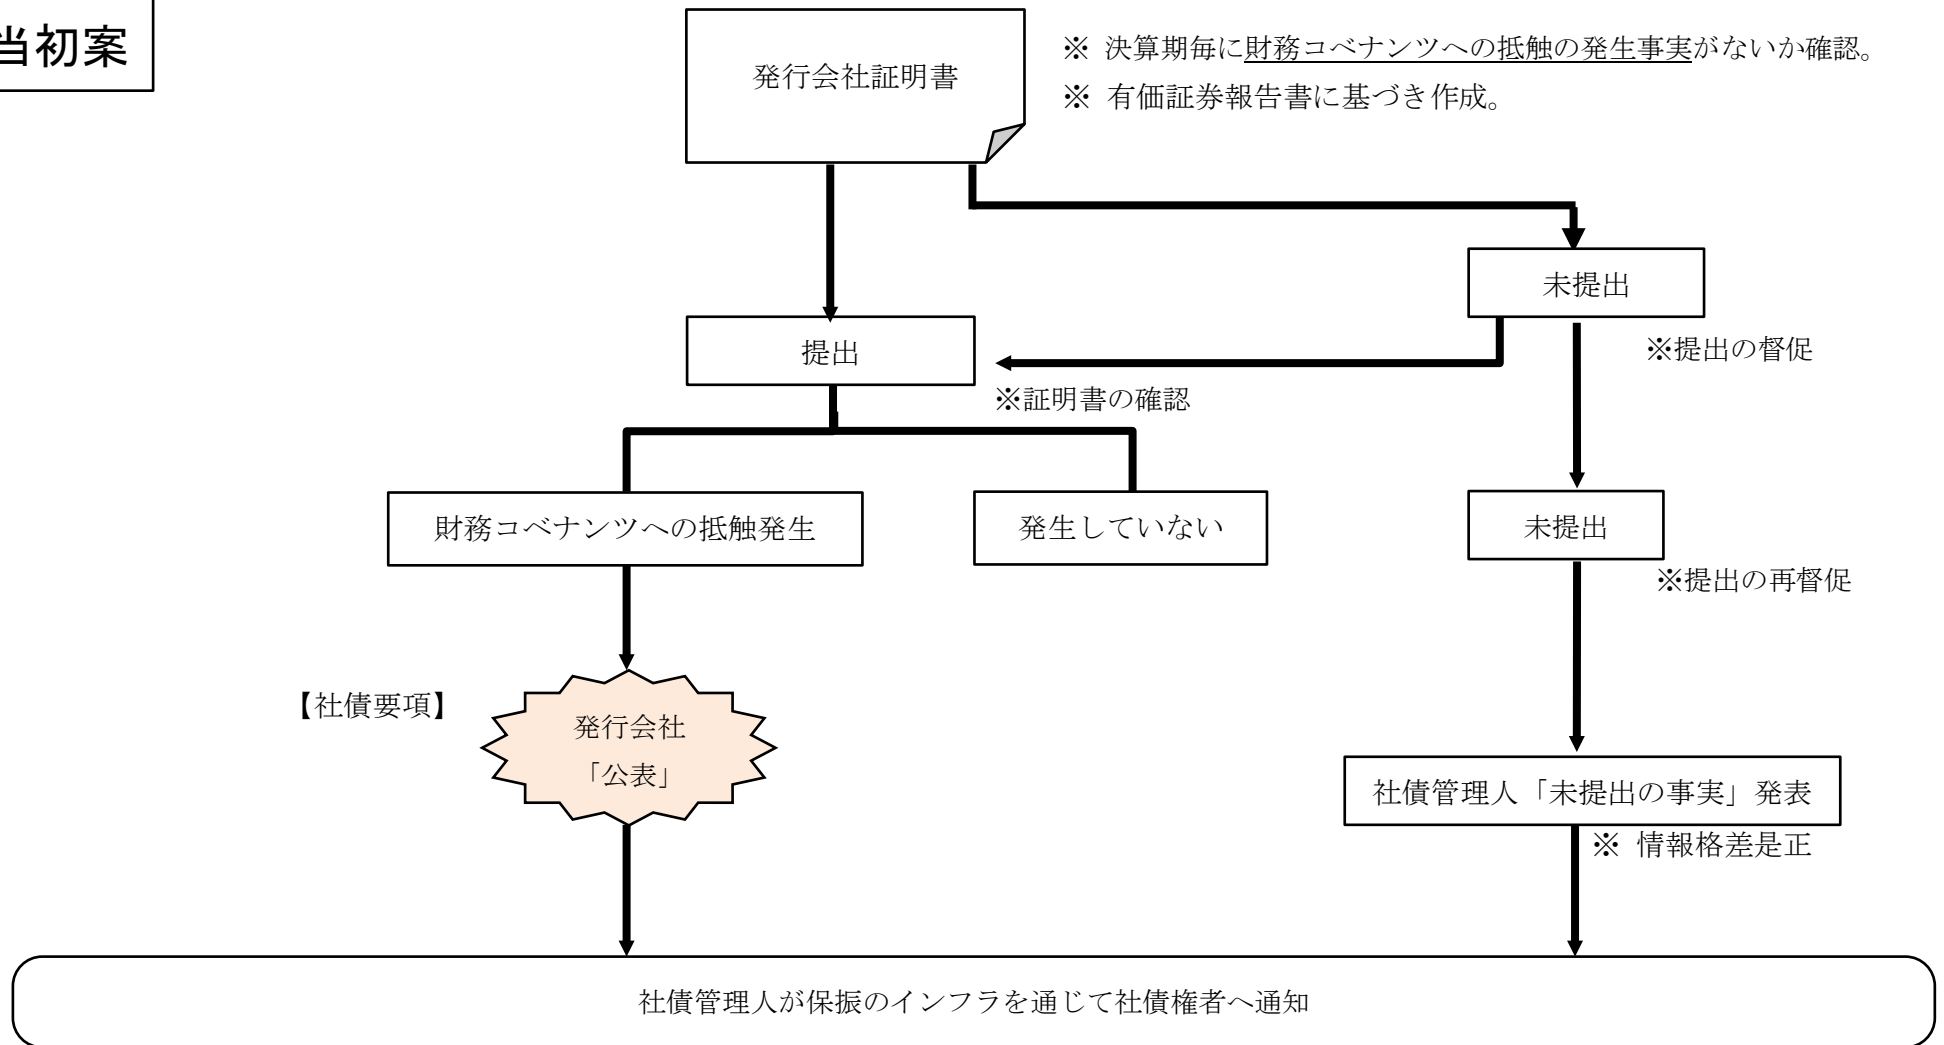 当初案
発行会社証明書
※ 決算期毎に財務コベナンツへの抵触の発生事実がないか確認。
※ 有価証券報告書に基づき作成。
未提出
※提出の督促
提出
※証明書の確認
財務コベナンツへの抵触発生
発生していない
未提出
※提出の再督促
【社債要項】
発行会社
「公表」
社債管理人「未提出の事実」発表
※ 情報格差是正
社債管理人が保振のインフラを通じて社債権者へ通知